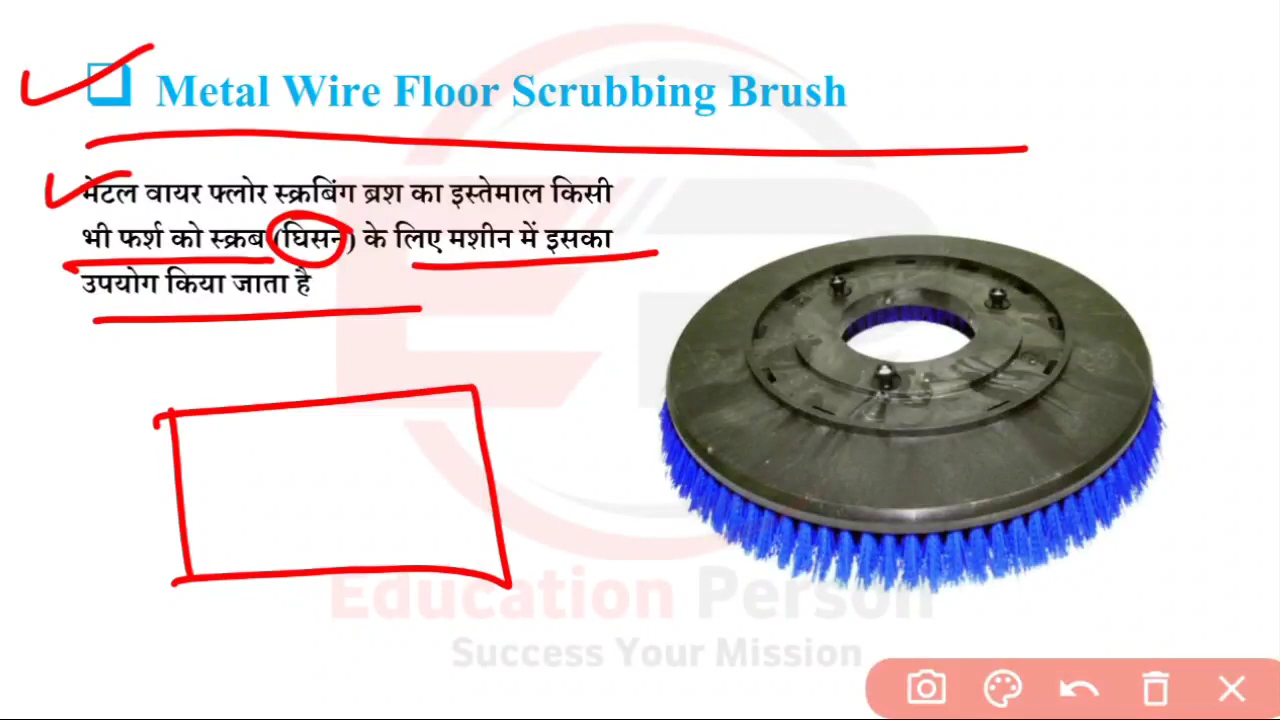 Metal Wire Floor Scrubbing Brush
मेटल वायर फ्लोर स्क्रबिंग ब्रश का इस्तेमाल किसी
भी फर्श को स्क्रब (घिसन) के लिए मशीन में इसका
उपयोग किया जाता है
Education Person
Success Your Mission